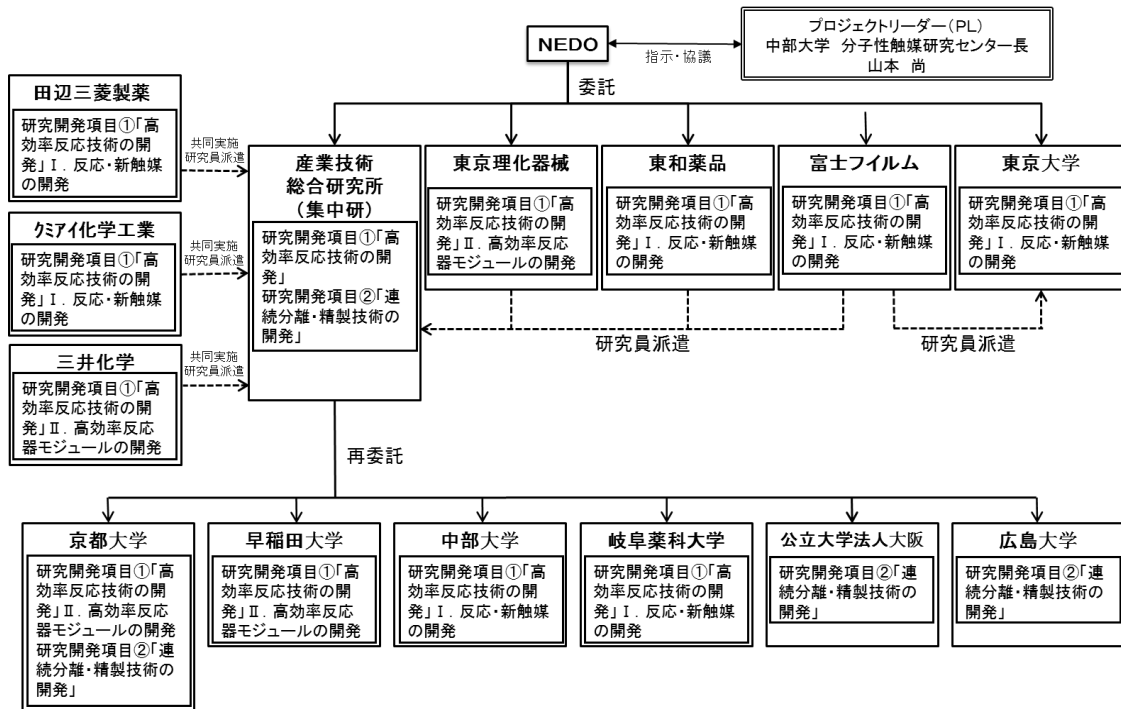 プロジェクトリーダー(PL)
中部大学 分子性触媒研究センター長
山本 尚
NEDO
指示・協議
委託
田辺三菱製薬
研究開発項目①「高
効率反応技術の開
発」Ⅰ．反応・新触媒
の開発
共同実施
研究員派遣
クミアイ化学工業
研究開発項目①「高
効率反応技術の開
発」Ⅰ．反応・新触媒
の開発
共同実施
研究員派遣
三井化学
研究開発項目①「高
効率反応技術の開
発」Ⅱ．高効率反応
器モジュールの開発
共同実施
研究員派遣
産業技術
総合研究所
(集中研)
研究開発項目①「高
効率反応技術の開
発」
研究開発項目②「連
続分離・精製技術の
開発」
東京理化器械
研究開発項目①「高
効率反応技術の開
発」Ⅱ．高効率反応
器モジュールの開発
東和薬品
研究開発項目①「高
効率反応技術の開
発」Ⅰ．反応・新触媒
の開発
富士フイルム
研究開発項目①「高
効率反応技術の開
発」Ⅰ．反応・新触媒
の開発
東京大学
研究開発項目①「高
効率反応技術の開
発」Ⅰ．反応・新触媒
の開発
研究員派遣
研究員派遣
再委託
京都大学
研究開発項目①「高
効率反応技術の開
発」Ⅱ．高効率反応
器モジュールの開発
研究開発項目②「連
続分離・精製技術の
開発」
早稲田大学
研究開発項目①「高
効率反応技術の開
発」Ⅱ．高効率反応
器モジュールの開発
中部大学
研究開発項目①「高
効率反応技術の開
発」Ⅰ．反応・新触媒
の開発
岐阜薬科大学
研究開発項目①「高
効率反応技術の開
発」Ⅰ．反応・新触媒の
開発
公立大学法人大阪
研究開発項目②「連
続分離・精製技術の
開発」
広島大学
研究開発項目②「連
続分離・精製技術の
開発」